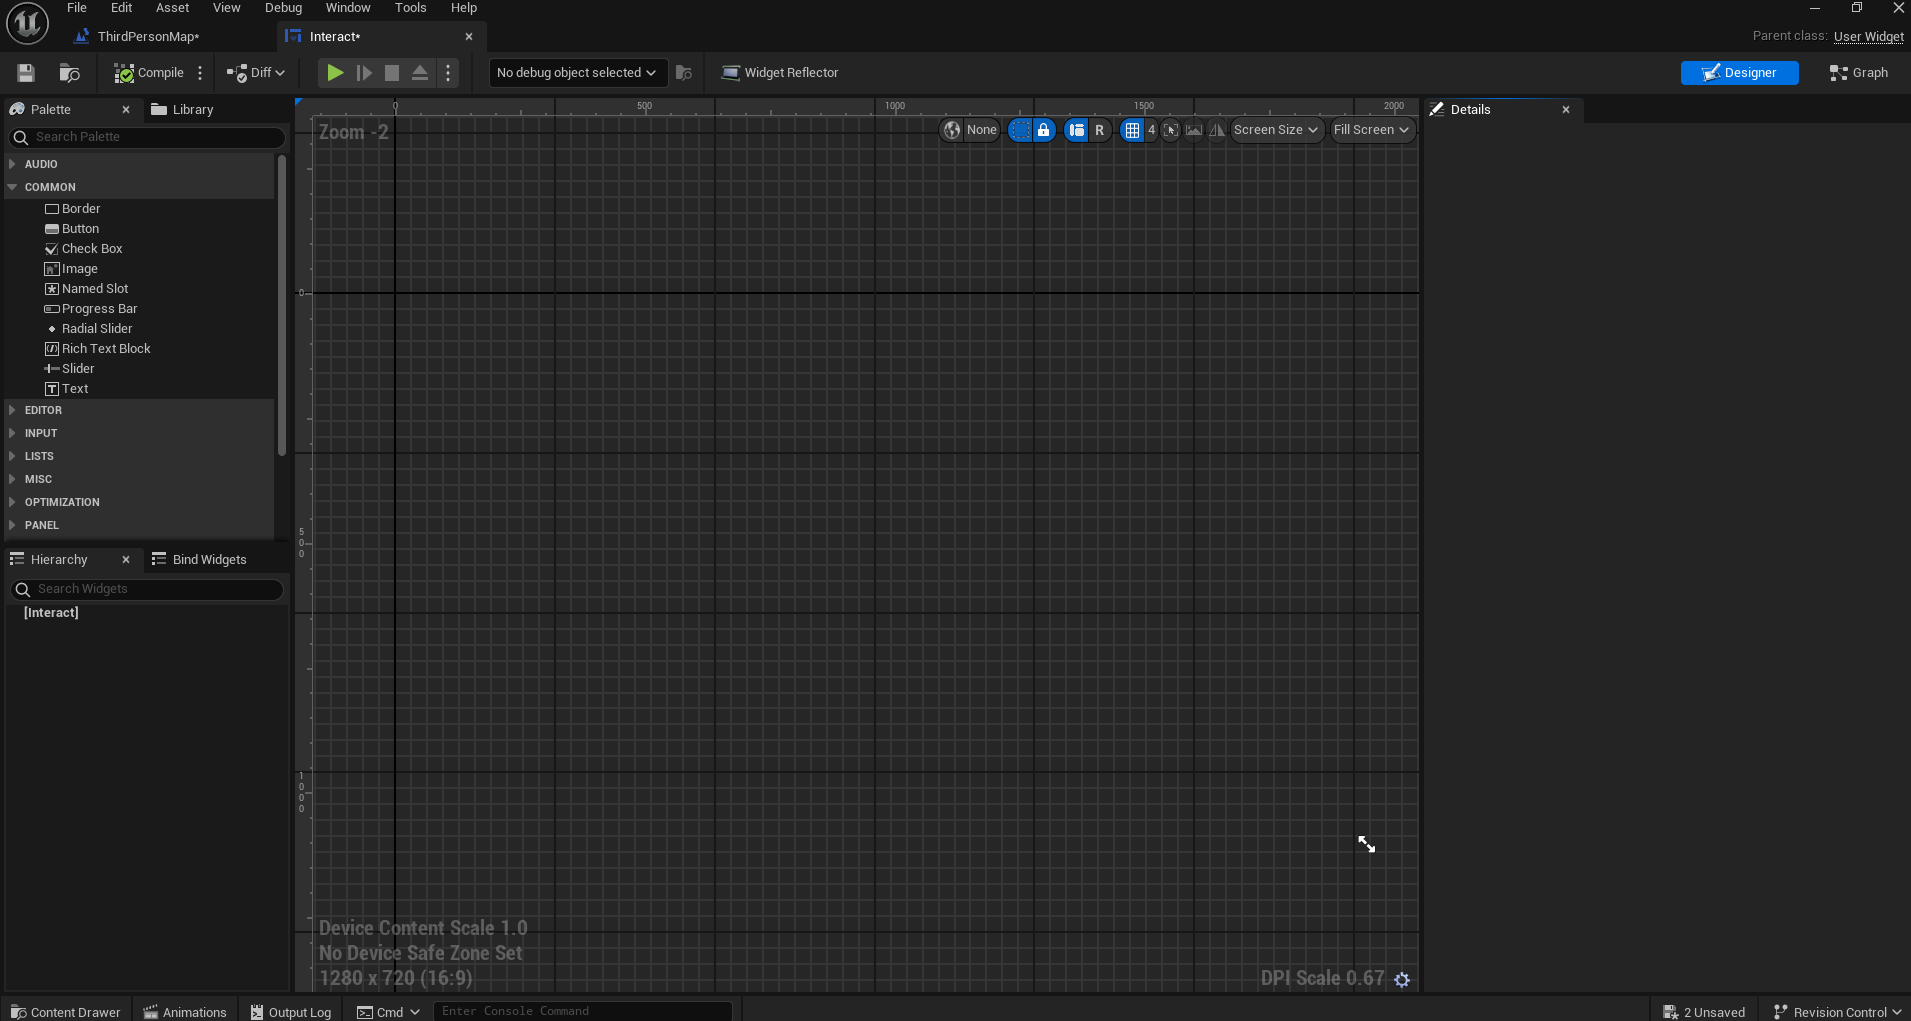 File Edit Asset View Debug Window Tools Help
ThirdPersonMap*
Interact*
Parent class: User Widget
Compile
Diff
No debug object selected
Widget Reflector
Designer
Graph
Palette
Library
Search Palette
AUDIO
COMMON
Border
Button
Check Box
Image
Named Slot
Progress Bar
Radial Slider
Rich Text Block
Slider
Text
EDITOR
INPUT
LISTS
MISC
OPTIMIZATION
PANEL
Hierarchy
Bind Widgets
Search Widgets
[Interact]
0 500 1000 1500 2000
Zoom -2
None
R
4
Screen Size
Fill Screen
0
500
1000
Device Content Scale 1.0
No Device Safe Zone Set
1280 x 720 (16:9)
DPI Scale 0.67
Details
Content Drawer
Animations
Output Log
Cmd
Enter Console Command
2 Unsaved
Revision Control